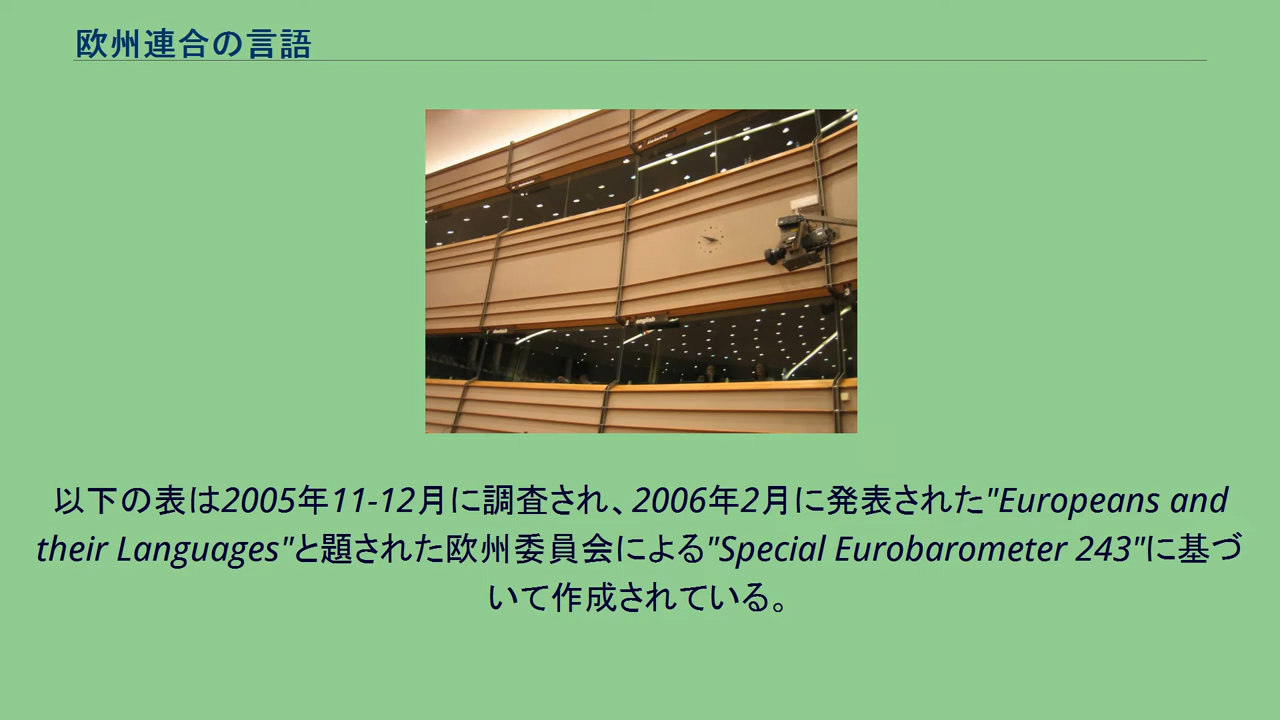 欧州連合の言語
english
以下の表は2005年11-12月に調査され、2006年2月に発表された"Europeans and
their Languages"と題された欧州委員会による"Special Eurobarometer 243"に基づ
いて作成されている。